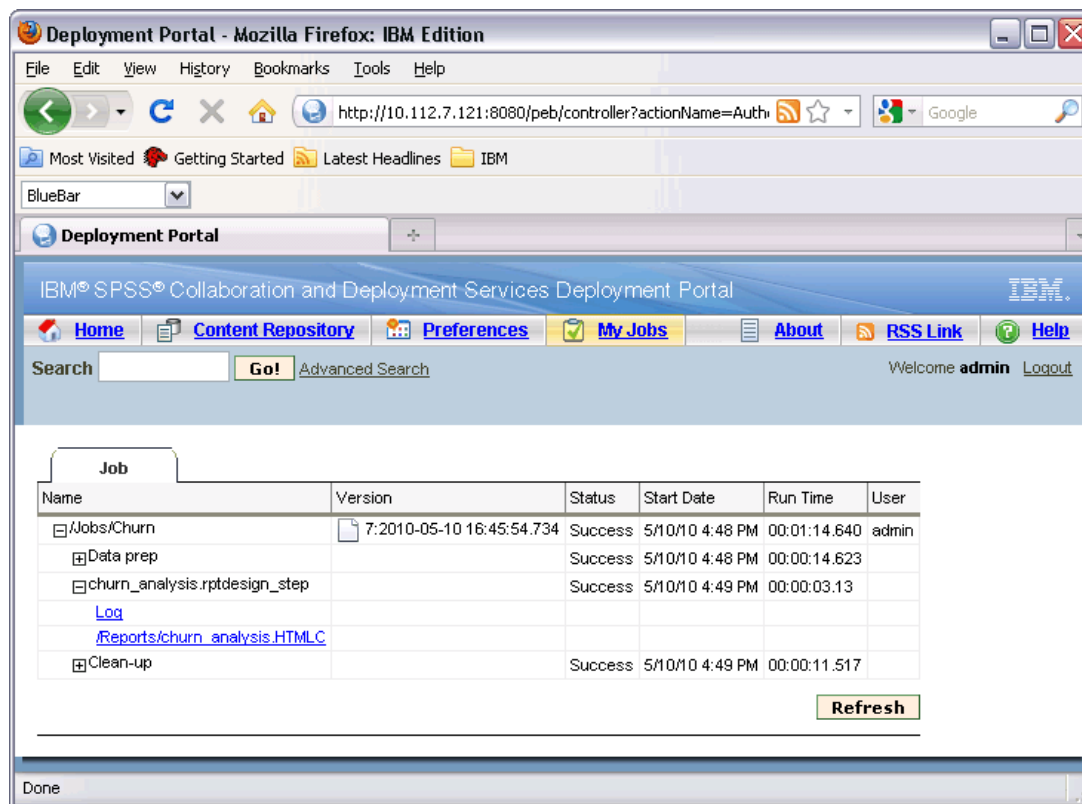 Deployment Portal - Mozilla Firefox: IBM Edition
File Edit View History Bookmarks Tools Help
http://10.112.7.121:8080/peb/controller?actionName=Auth Google
Most Visited Getting Started Latest Headlines IBM
BlueBar
Deployment Portal
IBM® SPSS® Collaboration and Deployment Services Deployment Portal IBM.
Home Content Repository Preferences My Jobs About RSS Link Help
Search Go! Advanced Search Welcome admin Logout
Job
Name Version Status Start Date Run Time User
/Jobs/Churn 7:2010-05-10 16:45:54.734 Success 5/10/10 4:48 PM 00:01:14.640 admin
Data prep Success 5/10/10 4:48 PM 00:00:14.623
churn_analysis.rptdesign_step Success 5/10/10 4:49 PM 00:00:03.13
Log
/Reports/churn_analysis.HTMLC
Clean-up Success 5/10/10 4:49 PM 00:00:11.517
Refresh
Done